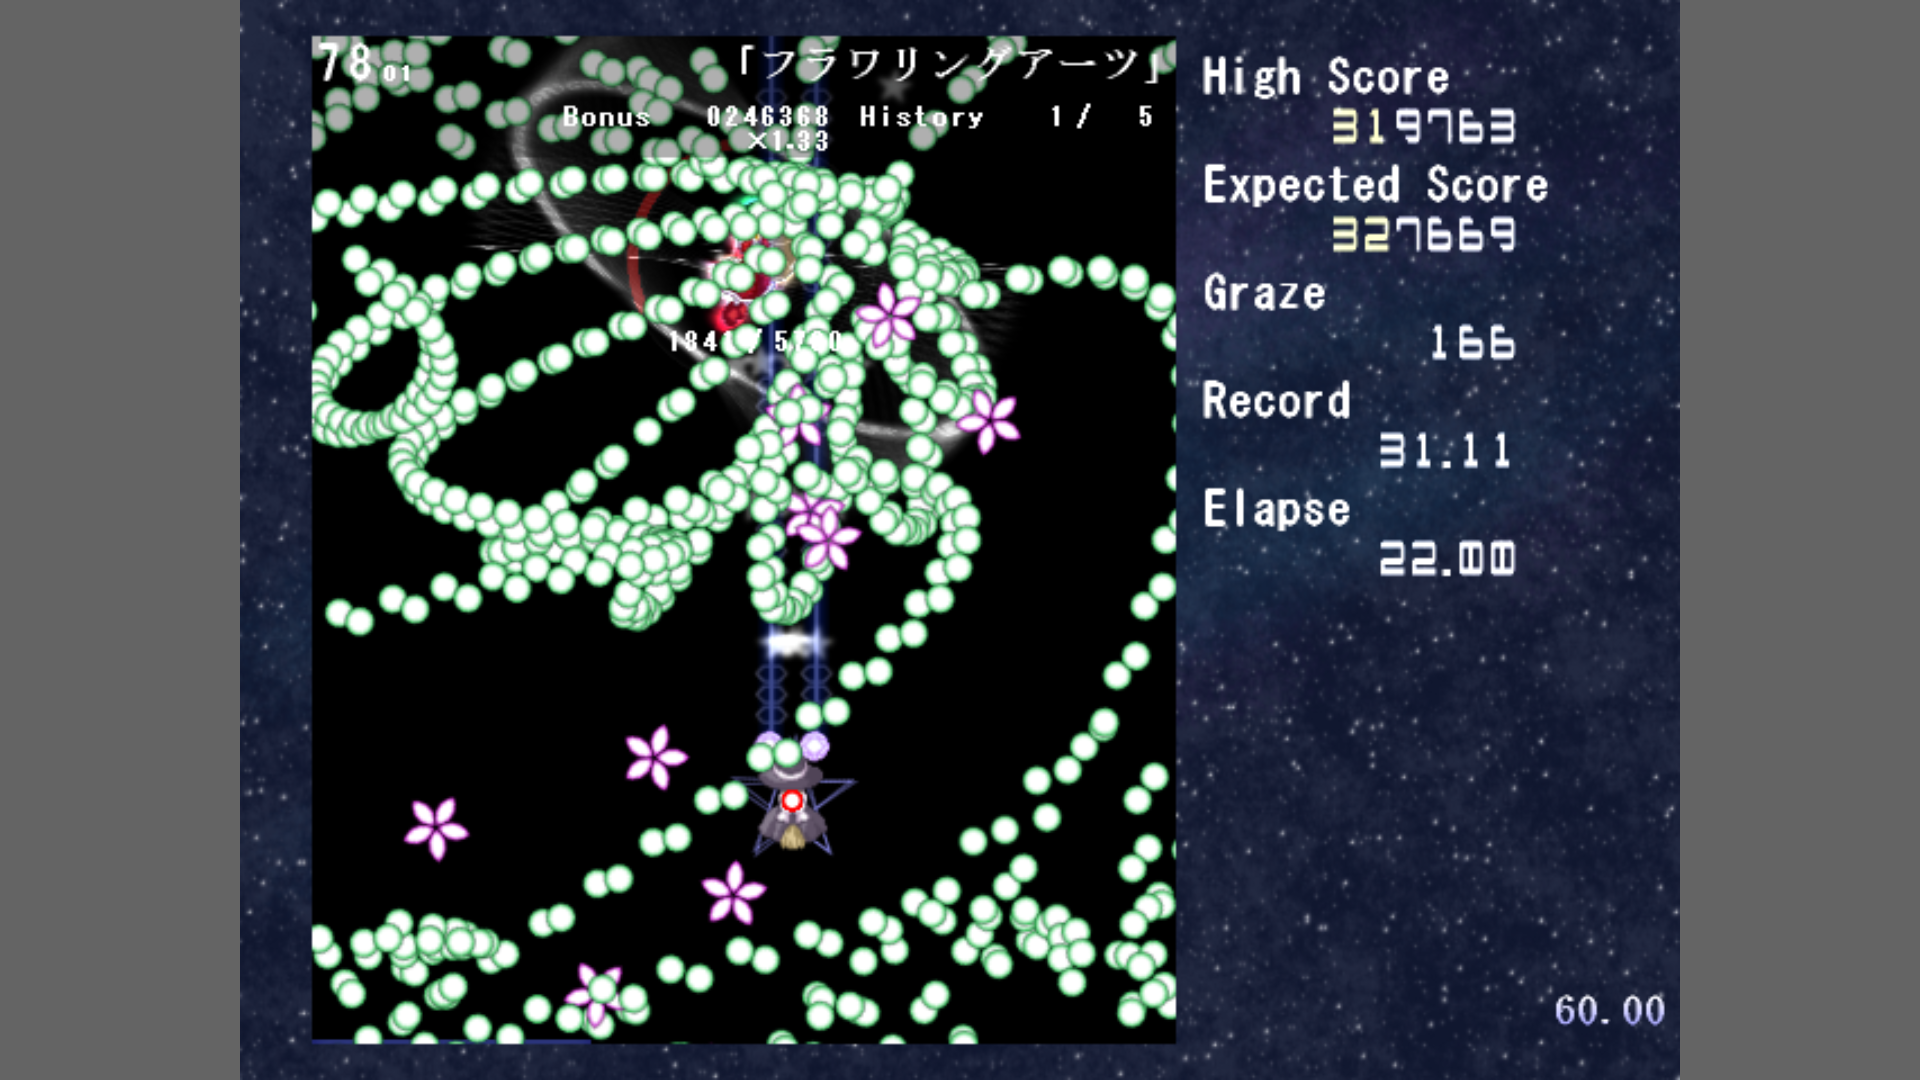 78.01
「フラワリングアーツ」
Bonus 0246368 History 1 / 5
×1.33
High Score
319763
Expected Score
327669
Graze
166
Record
31.11
Elapse
22.00
60.00